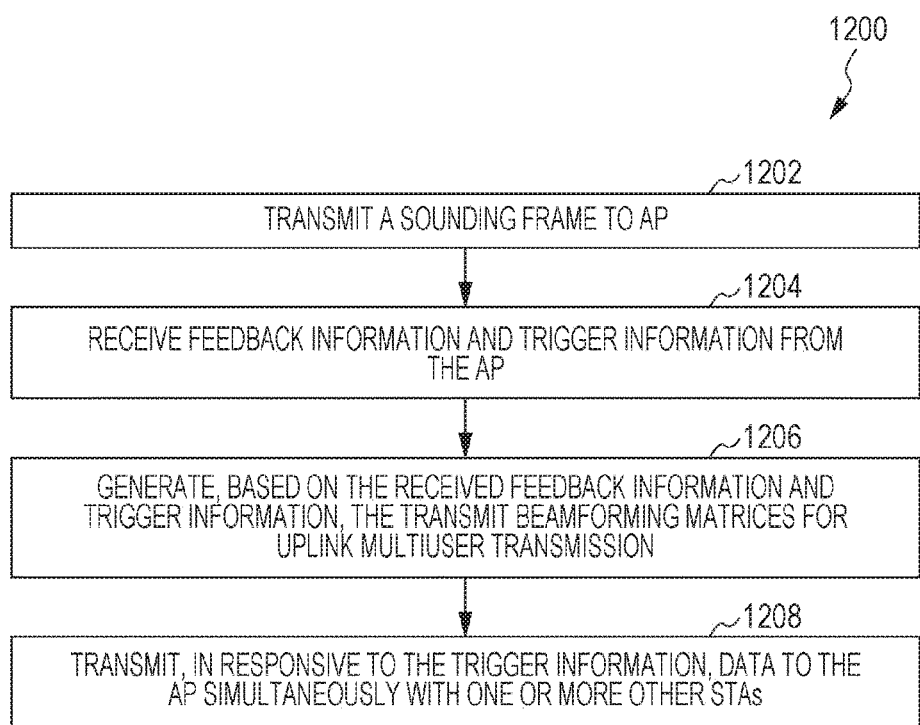 1200
1202
TRANSMIT A SOUNDING FRAME TO AP
1204
RECEIVE FEEDBACK INFORMATION AND TRIGGER INFORMATION FROM
THE AP
1206
GENERATE, BASED ON THE RECEIVED FEEDBACK INFORMATION AND
TRIGGER INFORMATION, THE TRANSMIT BEAMFORMING MATRICES FOR
UPLINK MULTIUSER TRANSMISSION
1208
TRANSMIT, IN RESPONSIVE TO THE TRIGGER INFORMATION, DATA TO THE
AP SIMULTANEOUSLY WITH ONE OR MORE OTHER STAs